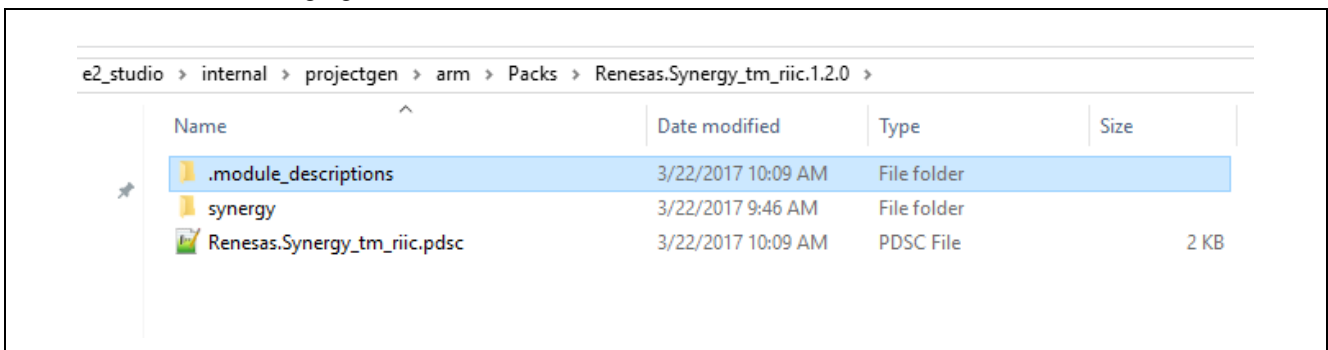 e2_studio > internal > projectgen > arm > Packs > Renesas.Synergy_tm_riic.1.2.0 >
Name Date modified Type Size
.module_descriptions 3/22/2017 10:09 AM File folder
synergy 3/22/2017 9:46 AM File folder
Renesas.Synergy_tm_riic.pdsc 3/22/2017 10:09 AM PDSC File 2 KB